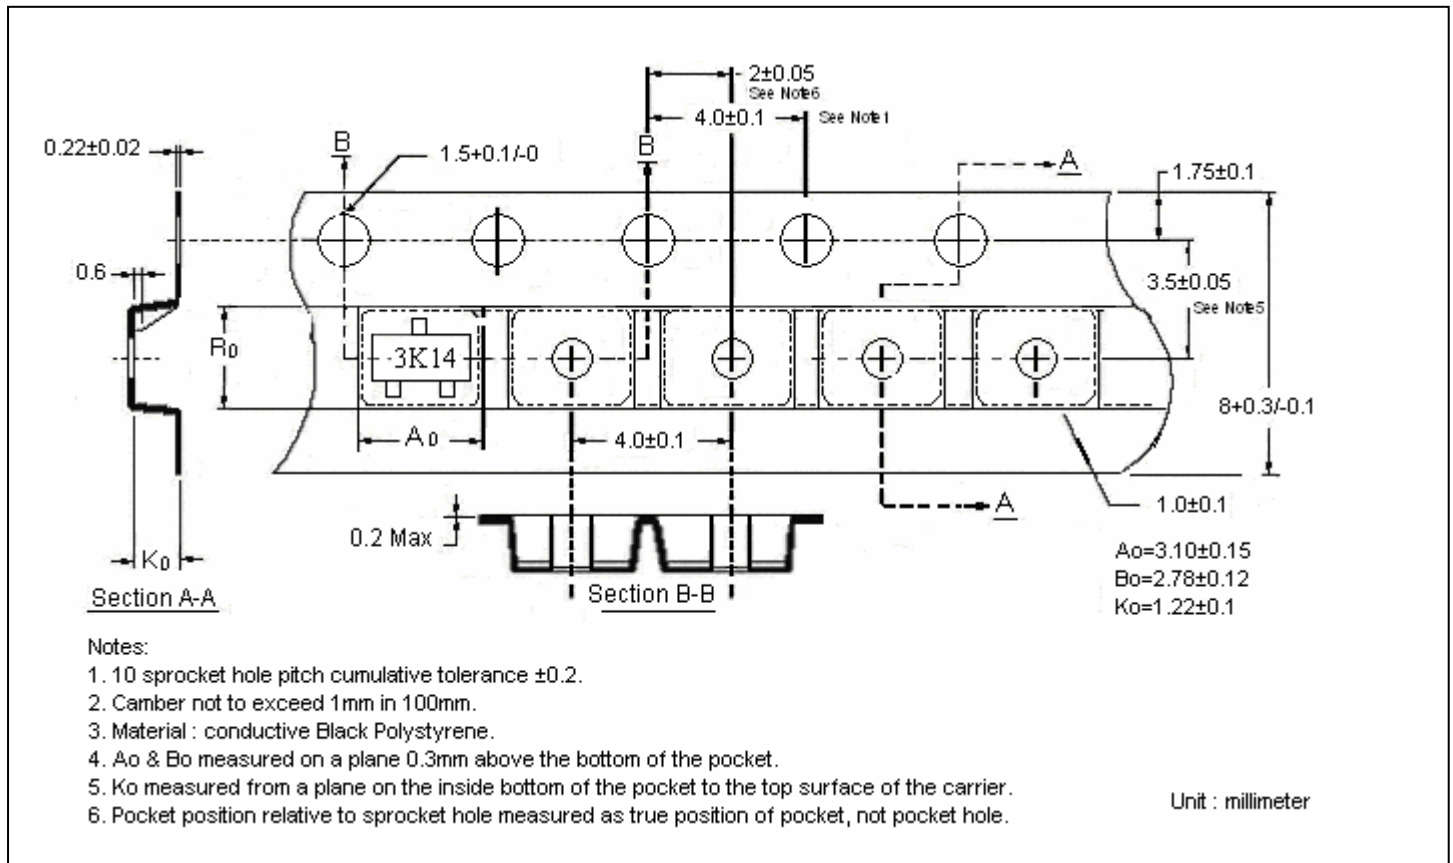 2±0.05
See Note6
4.0±0.1
See Note1
0.22±0.02
B
1.5+0.1/-0
B
A
1.75±0.1
0.6
3.5±0.05
See Note5
R0
3K14
8+0.3/-0.1
A0
4.0±0.1
A
1.0±0.1
0.2 Max
K0
Section A-A
Section B-B
Ao=3.10±0.15
Bo=2.78±0.12
Ko=1.22±0.1
Notes:
1. 10 sprocket hole pitch cumulative tolerance ±0.2.
2. Camber not to exceed 1mm in 100mm.
3. Material : conductive Black Polystyrene.
4. Ao & Bo measured on a plane 0.3mm above the bottom of the pocket.
5. Ko measured from a plane on the inside bottom of the pocket to the top surface of the carrier.
6. Pocket position relative to sprocket hole measured as true position of pocket, not pocket hole.
Unit : millimeter